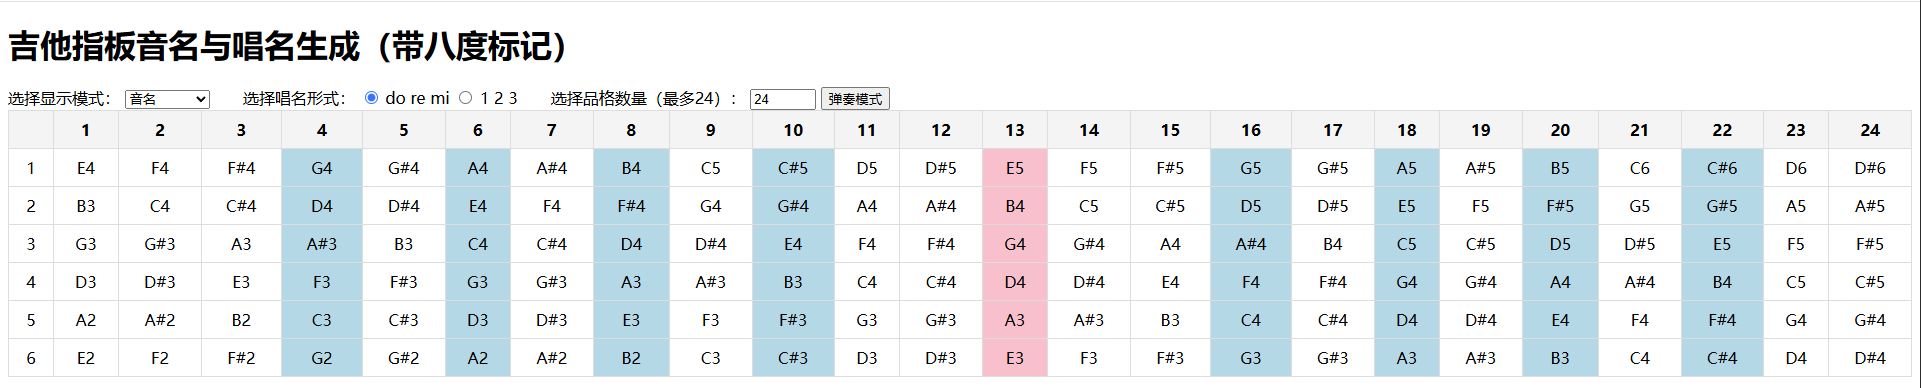 吉他指板音名与唱名生成（带八度标记）
选择显示模式： 音名 选择唱名形式： do re mi 1 2 3 选择品格数量（最多24）： 24 弹奏模式
1 2 3 4 5 6 7 8 9 10 11 12 13 14 15 16 17 18 19 20 21 22 23 24
1 E4 F4 F#4 G4 G#4 A4 A#4 B4 C5 C#5 D5 D#5 E5 F5 F#5 G5 G#5 A5 A#5 B5 C6 C#6 D6 D#6
2 B3 C4 C#4 D4 D#4 E4 F4 F#4 G4 G#4 A4 A#4 B4 C5 C#5 D5 D#5 E5 F5 F#5 G5 G#5 A5 A#5
3 G3 G#3 A3 A#3 B3 C4 C#4 D4 D#4 E4 F4 F#4 G4 G#4 A4 A#4 B4 C5 C#5 D5 D#5 E5 F5 F#5
4 D3 D#3 E3 F3 F#3 G3 G#3 A3 A#3 B3 C4 C#4 D4 D#4 E4 F4 F#4 G4 G#4 A4 A#4 B4 C5 C#5
5 A2 A#2 B2 C3 C#3 D3 D#3 E3 F3 F#3 G3 G#3 A3 A#3 B3 C4 C#4 D4 D#4 E4 F4 F#4 G4 G#4
6 E2 F2 F#2 G2 G#2 A2 A#2 B2 C3 C#3 D3 D#3 E3 F3 F#3 G3 G#3 A3 A#3 B3 C4 C#4 D4 D#4